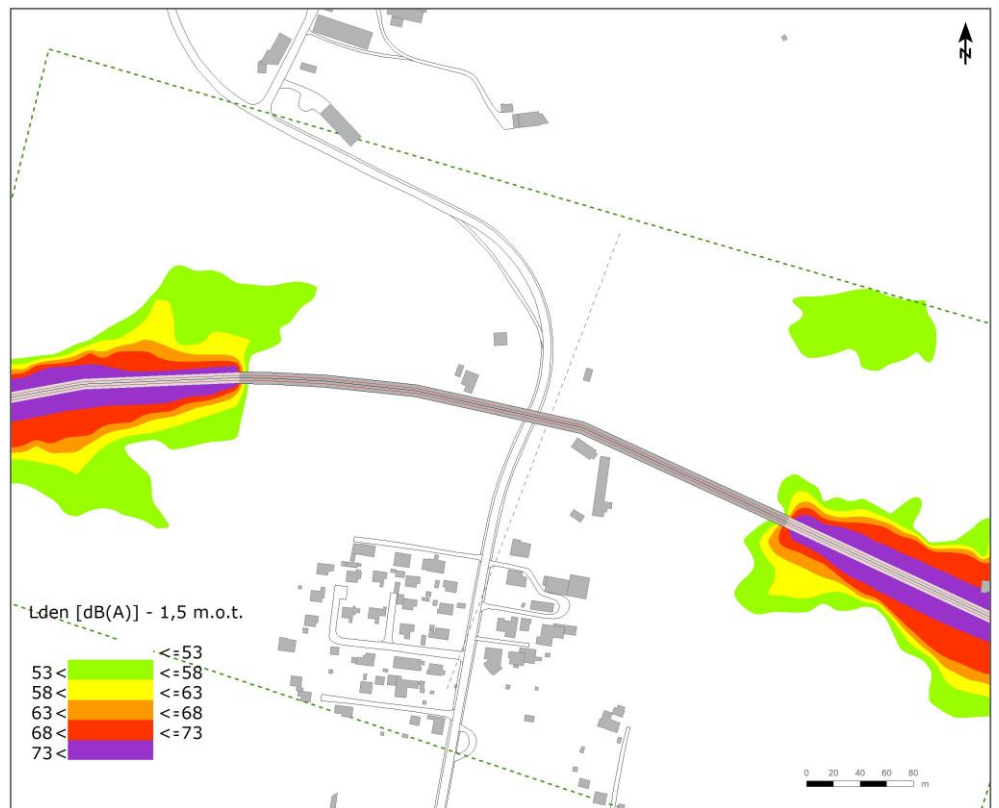 N
Lden [dB(A)] - 1,5 m.o.t.
<=53
53< <=58
58< <=63
63< <=68
68< <=73
73<
0 20 40 60 80
m